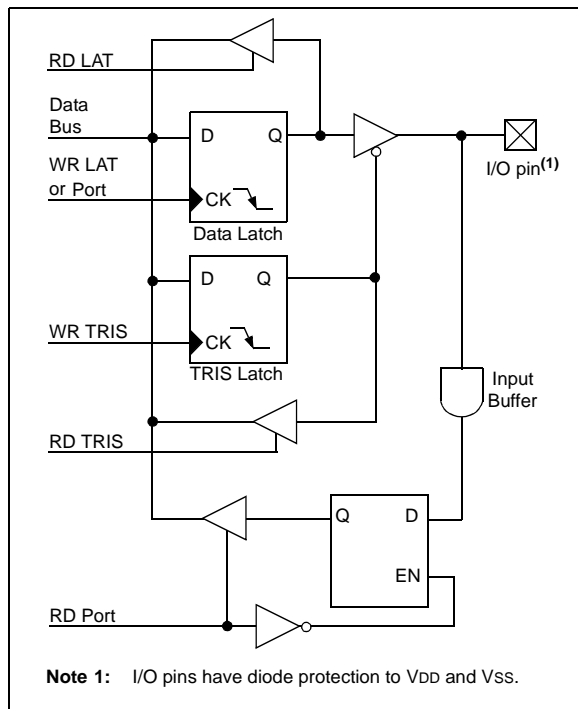 RD LAT
Data
Bus
D Q
WR LAT
or Port
I/O pin(1)
CK
Data Latch
D Q
WR TRIS
CK
TRIS Latch
Input
Buffer
RD TRIS
Q D
EN
RD Port
Note 1: I/O pins have diode protection to VDD and VSS.